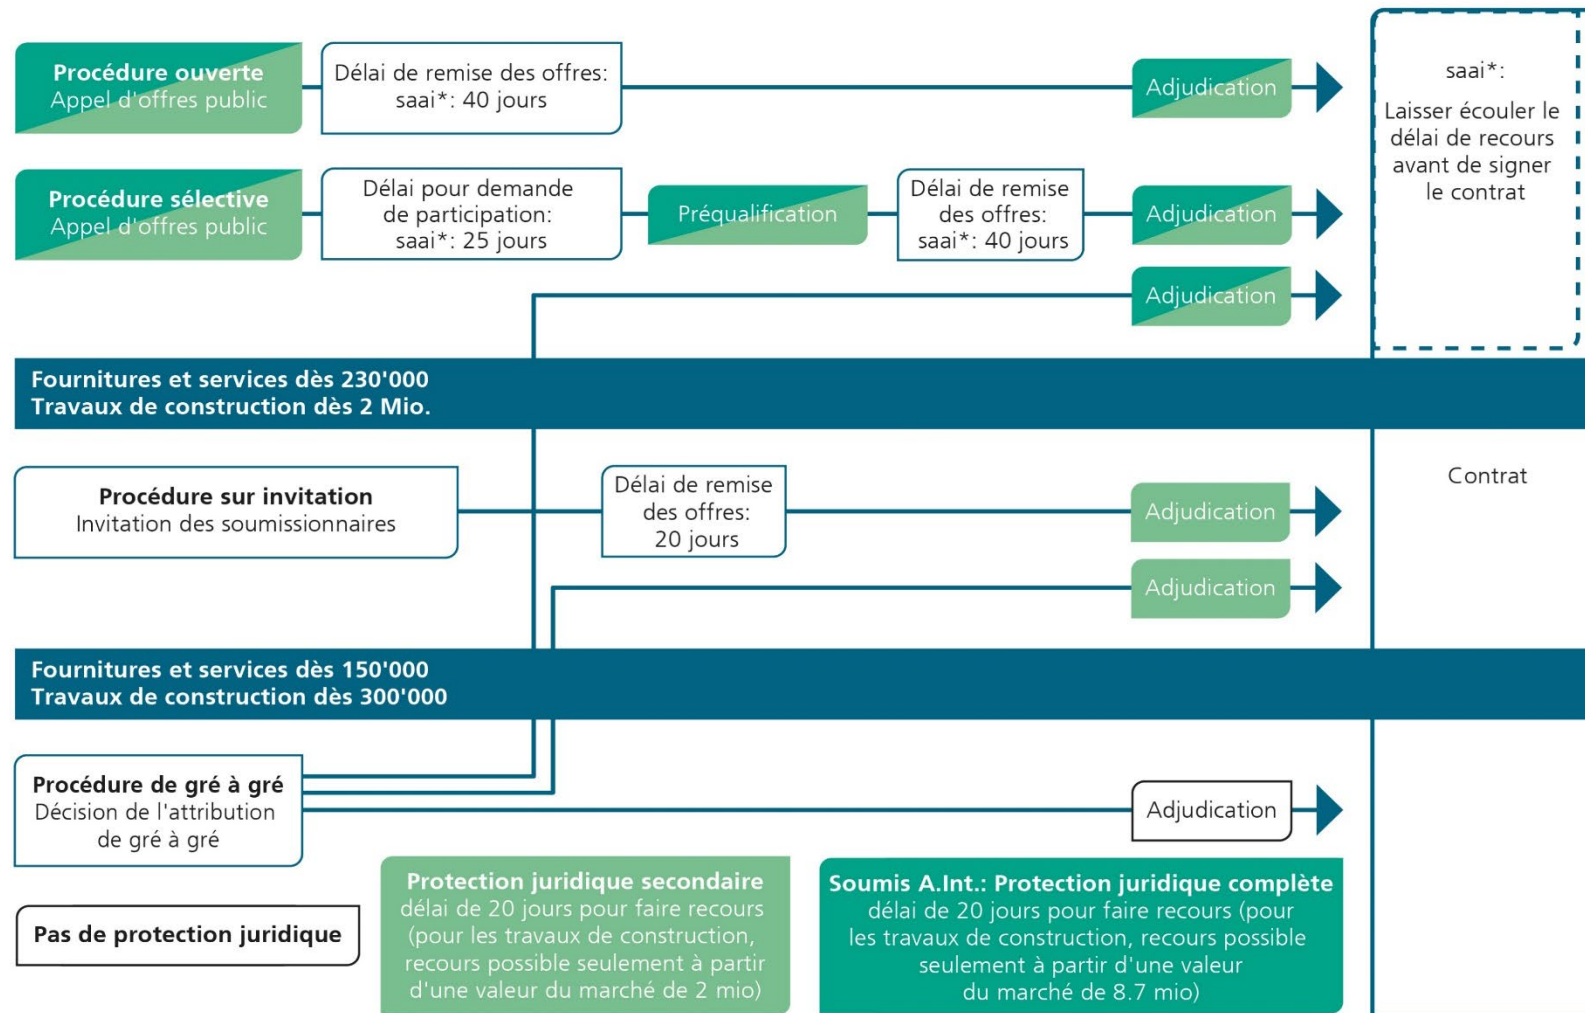 Procédure ouverte
Appel d'offres public
Délai de remise des offres:
saai*: 40 jours
Adjudication
saai*:
Laisser écouler le
délai de recours
avant de signer
le contrat
Procédure sélective
Appel d'offres public
Délai pour demande
de participation:
saai*: 25 jours
Préqualification
Délai de remise
des offres:
saai*: 40 jours
Adjudication
Adjudication
Fournitures et services dès 230'000
Travaux de construction dès 2 Mio.
Procédure sur invitation
Invitation des soumissionnaires
Délai de remise
des offres:
20 jours
Adjudication
Contrat
Adjudication
Fournitures et services dès 150'000
Travaux de construction dès 300'000
Procédure de gré à gré
Décision de l'attribution
de gré à gré
Adjudication
Pas de protection juridique
Protection juridique secondaire
délai de 20 jours pour faire recours
(pour les travaux de construction,
recours possible seulement à partir
d'une valeur du marché de 2 mio)
Soumis A.Int.: Protection juridique complète
délai de 20 jours pour faire recours (pour
les travaux de construction, recours possible
seulement à partir d'une valeur
du marché de 8.7 mio)